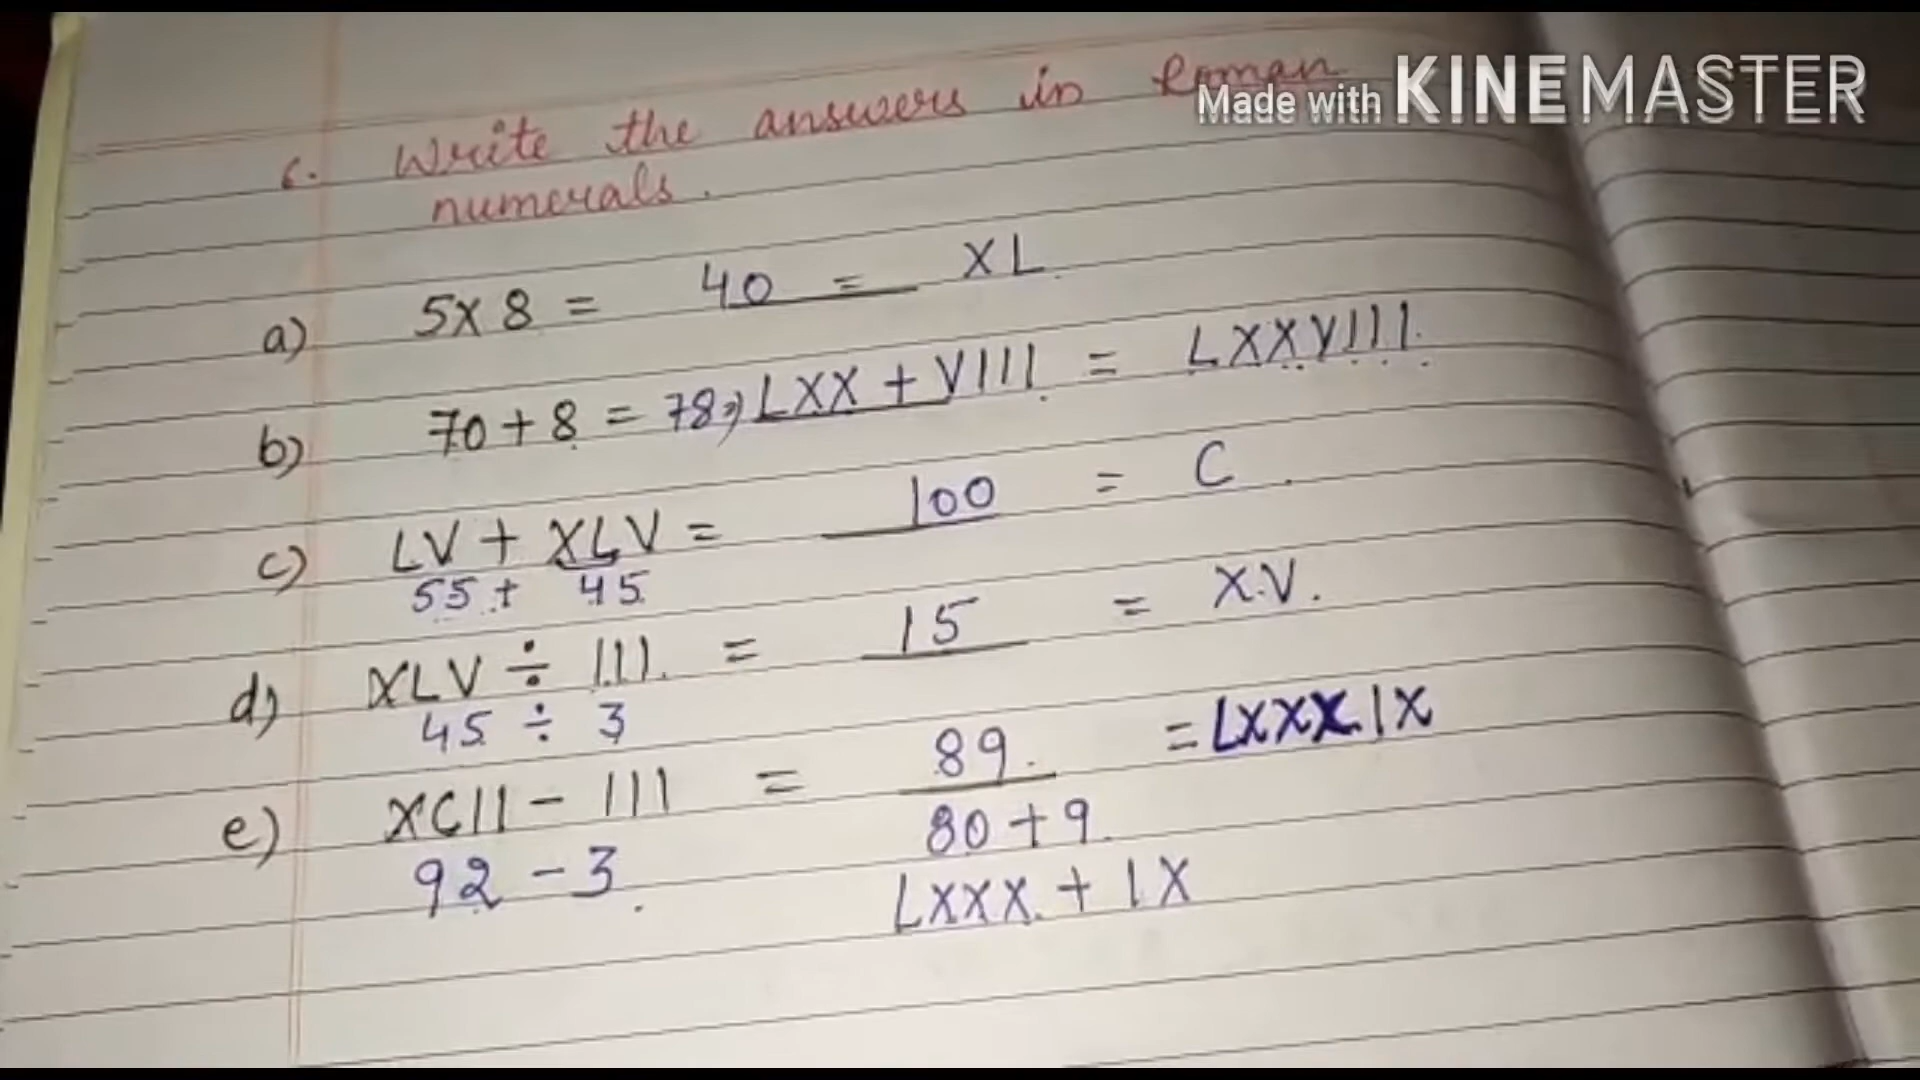 Made with KINEMASTER
6. Write the answers in Roman
numerals.
a) 5x8 = 40 = XL
b) 70+8 = 78⇒LXX + VIII = LXXVIII.
c) LV + XLV = 100 = C.
55 + 45
d) XLV ÷ III. = 15 = XV.
45 ÷ 3
e) XCII - III = 89. = LXXXIX
92 - 3. 80 + 9.
LXXX + IX